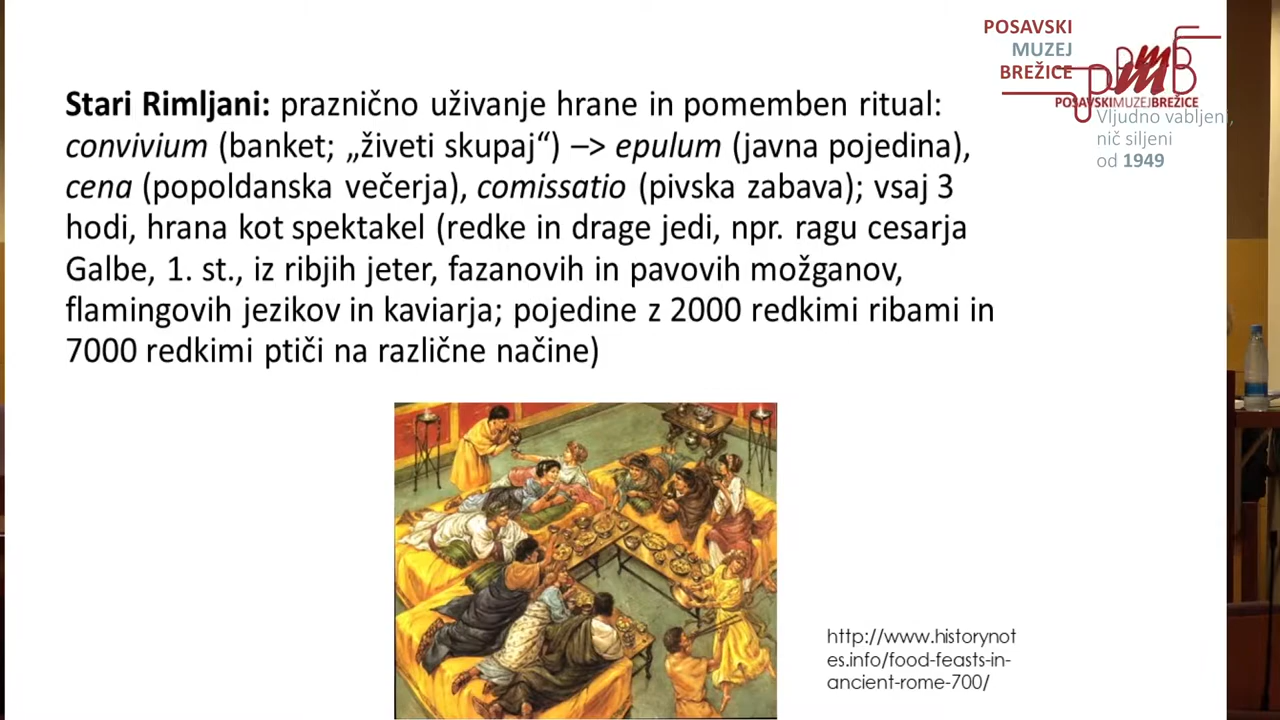 POSAVSKI
MUZEJ
BREŽICE
pmb
POSAVSKIMUZEJBREŽICE
Vljudno vabljeni,
nič siljeni
od 1949
Stari Rimljani: praznično uživanje hrane in pomemben ritual:
convivium (banket; „živeti skupaj“) –> epulum (javna pojedina),
cena (popoldanska večerja), comissatio (pivska zabava); vsaj 3
hodi, hrana kot spektakel (redke in drage jedi, npr. ragu cesarja
Galbe, 1. st., iz ribjih jeter, fazanovih in pavovih možganov,
flamingovih jezikov in kaviarja; pojedine z 2000 redkimi ribami in
7000 redkimi ptiči na različne načine)
http://www.historynot
es.info/food-feasts-in-
ancient-rome-700/